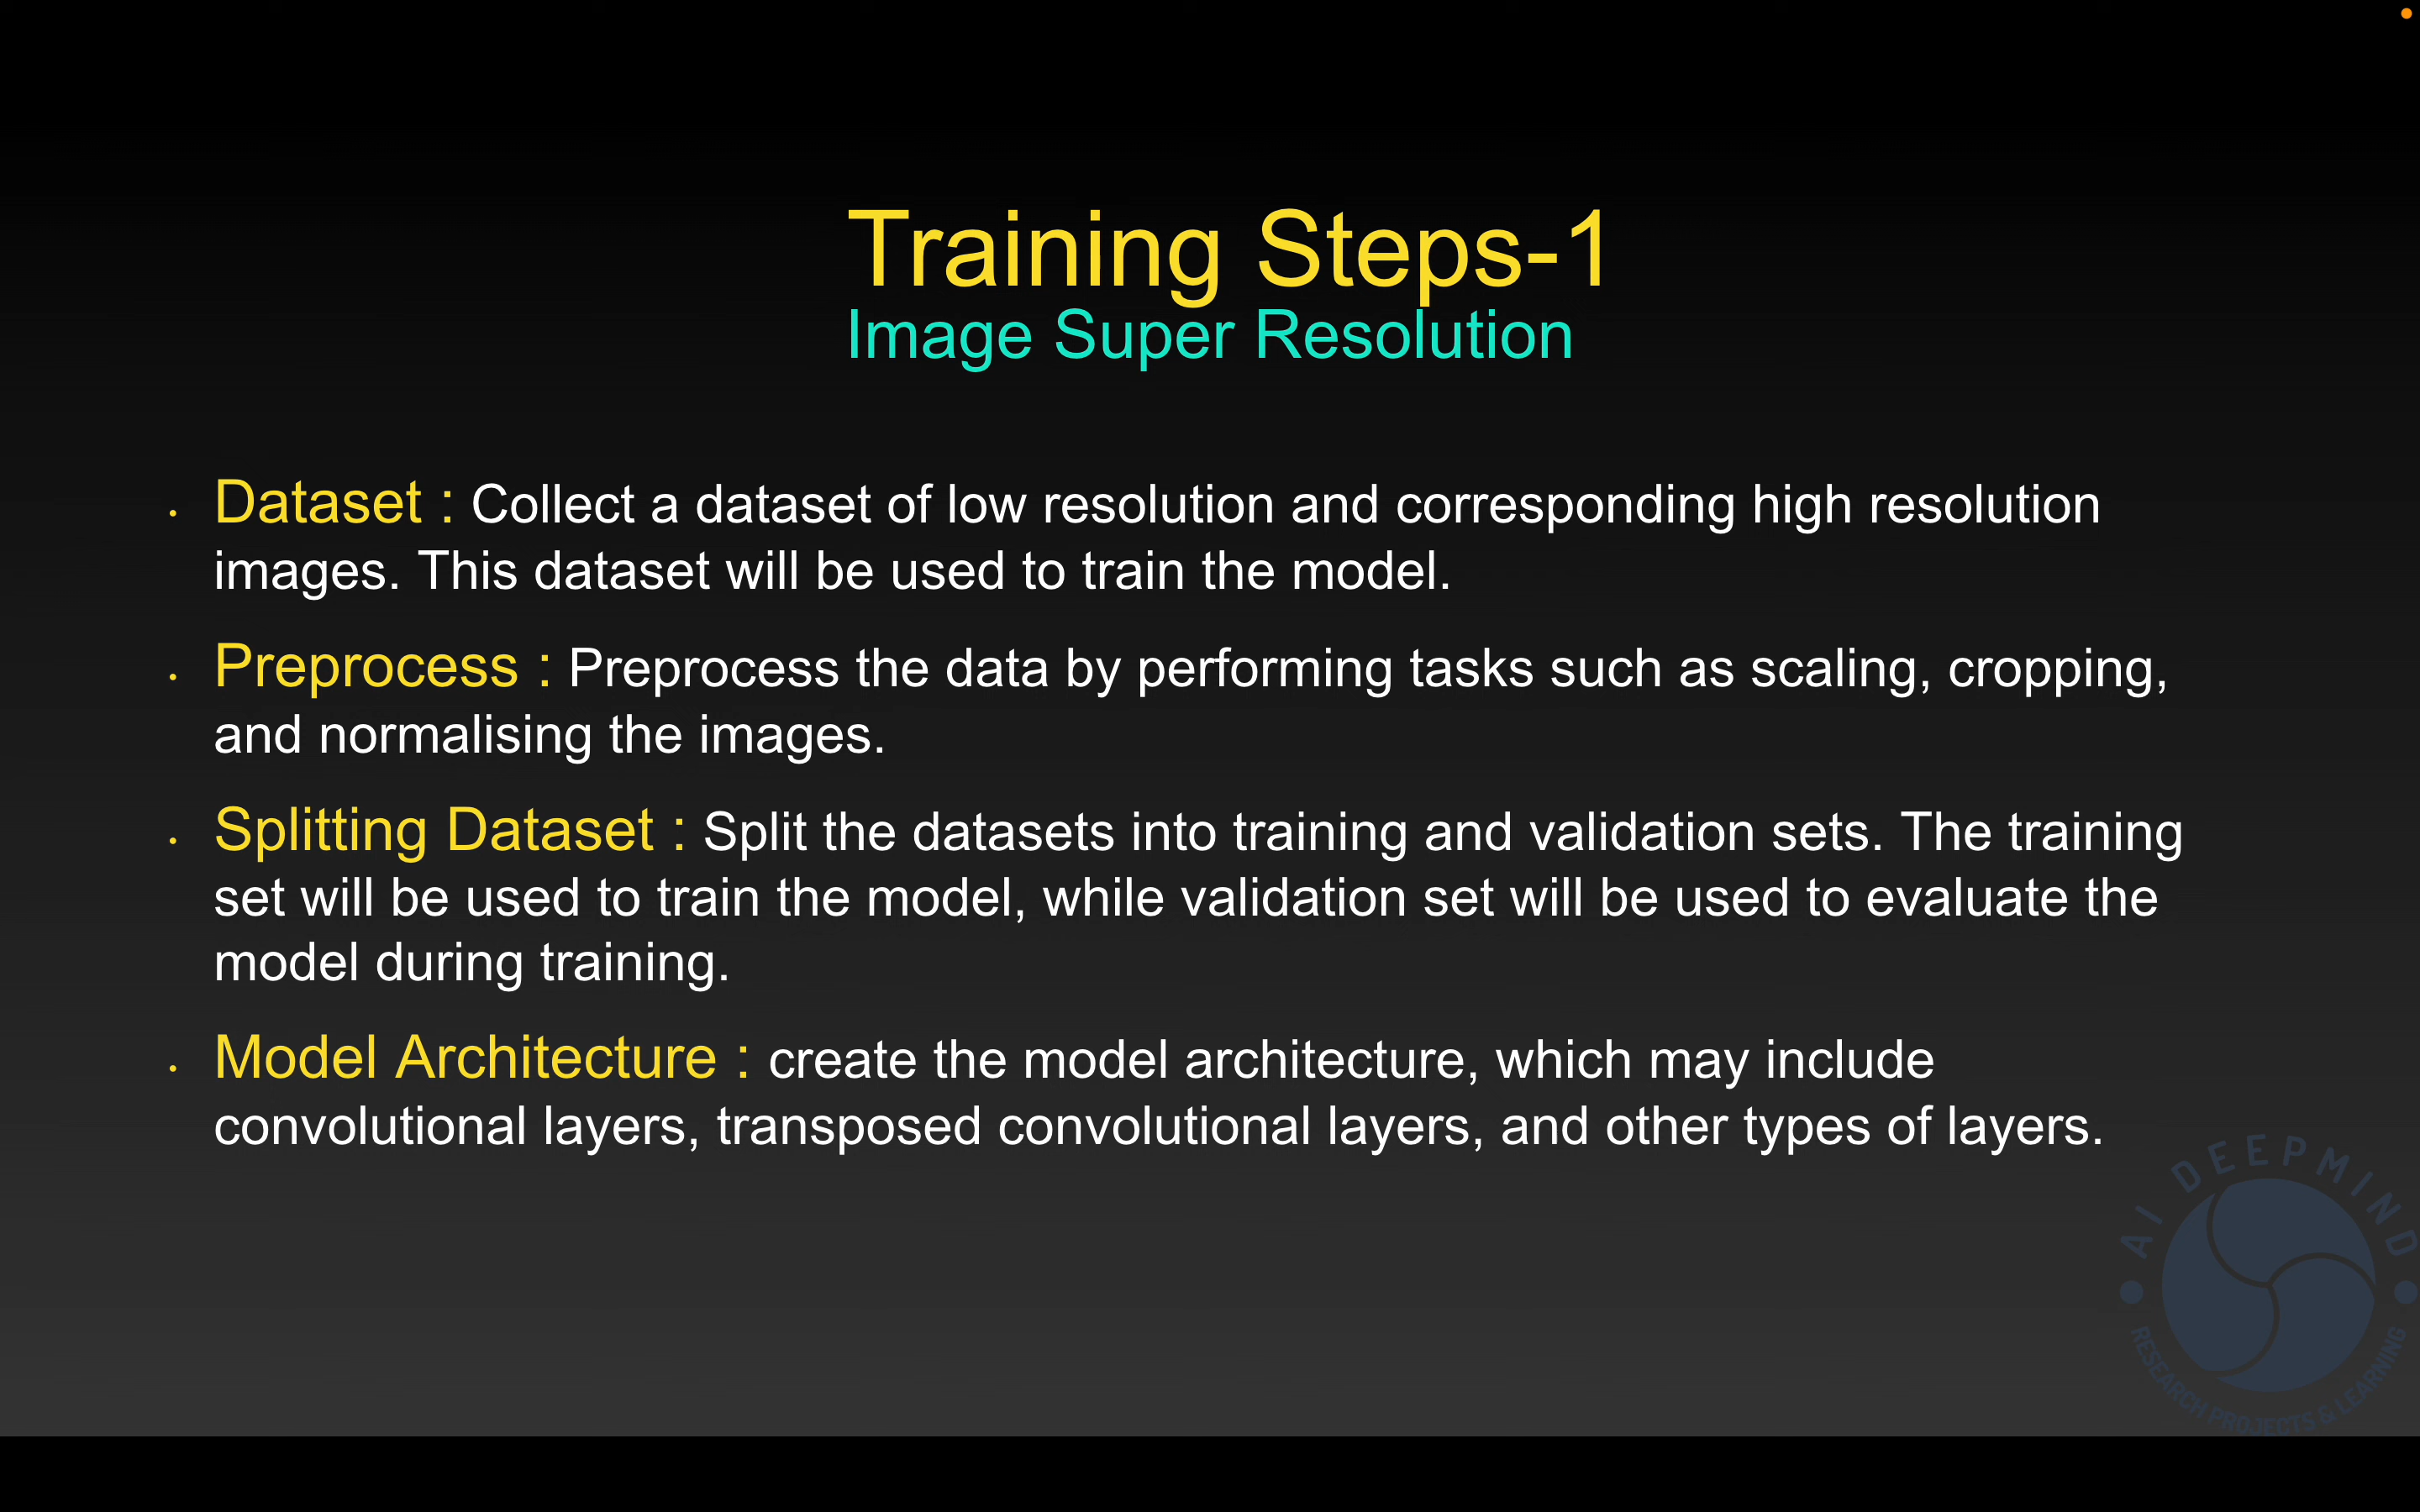 Training Steps-1
Image Super Resolution
• Dataset : Collect a dataset of low resolution and corresponding high resolution
images. This dataset will be used to train the model.
• Preprocess : Preprocess the data by performing tasks such as scaling, cropping,
and normalising the images.
• Splitting Dataset : Split the datasets into training and validation sets. The training
set will be used to train the model, while validation set will be used to evaluate the
model during training.
• Model Architecture : create the model architecture, which may include
convolutional layers, transposed convolutional layers, and other types of layers.
AI DEEPMIND
RESEARCH PROJECTS & LEARNING